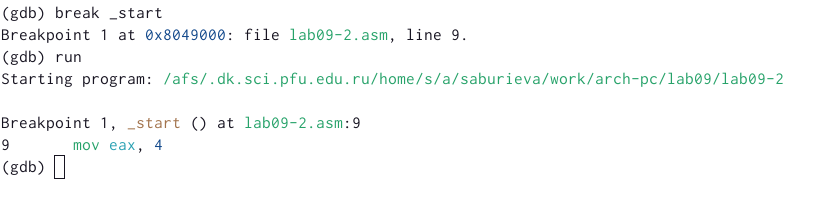 (gdb) break _start
Breakpoint 1 at 0x8049000: file lab09-2.asm, line 9.
(gdb) run
Starting program: /afs/.dk.sci.pfu.edu.ru/home/s/a/saburieva/work/arch-pc/lab09/lab09-2
Breakpoint 1, _start () at lab09-2.asm:9
9       mov eax, 4
(gdb)